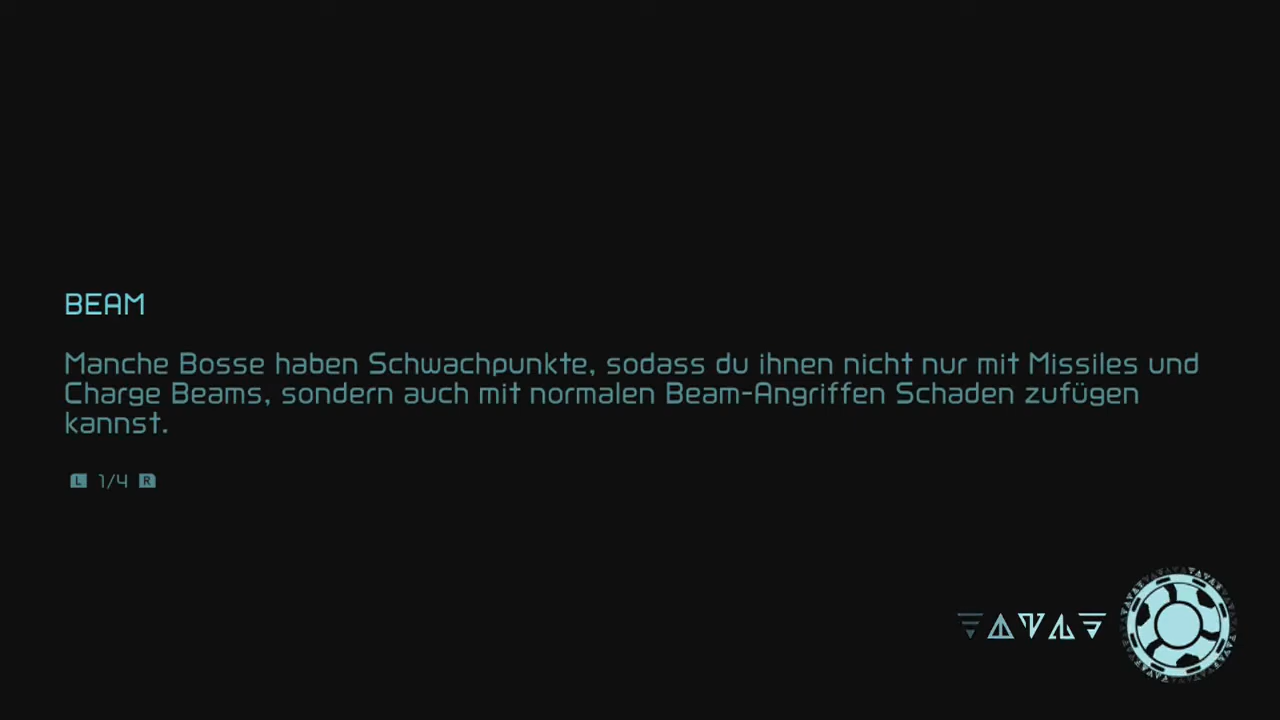 BEAM
Manche Bosse haben Schwachpunkte, sodass du ihnen nicht nur mit Missiles und
Charge Beams, sondern auch mit normalen Beam-Angriffen Schaden zufügen
kannst.
L 1/4 R